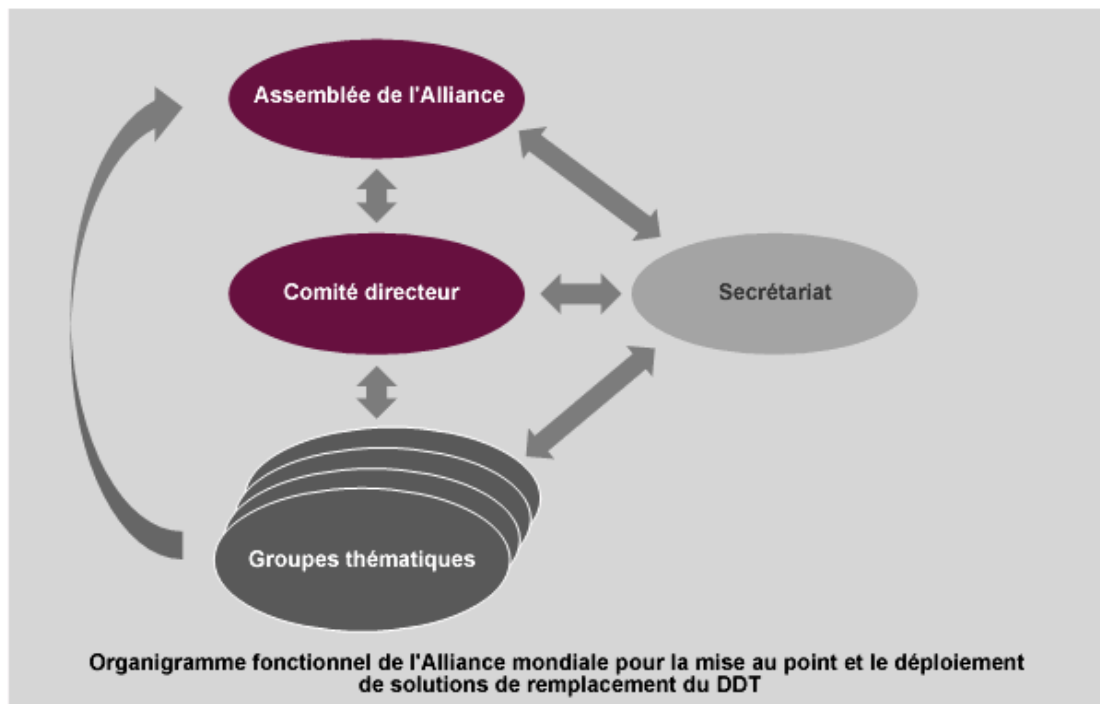 Assemblée de l'Alliance
Comité directeur
Secrétariat
Groupes thématiques
Organigramme fonctionnel de l'Alliance mondiale pour la mise au point et le déploiement
de solutions de remplacement du DDT